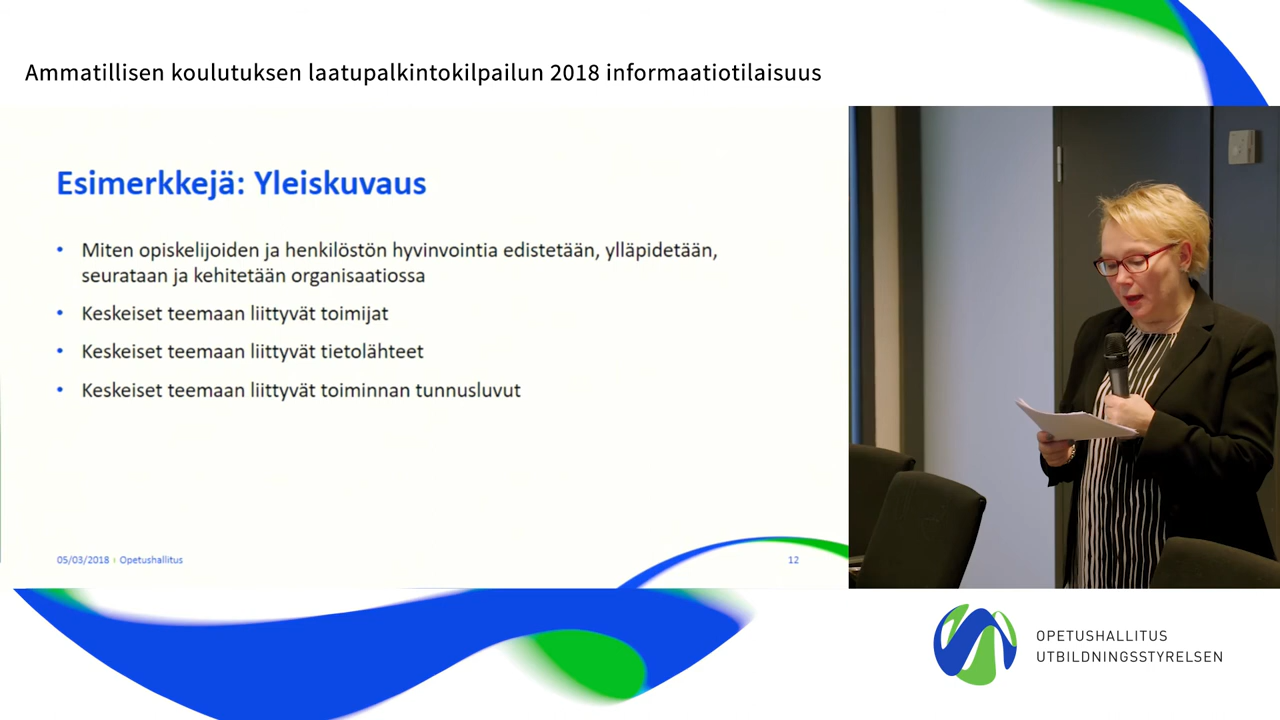 Ammatillisen koulutuksen laatupalkintokilpailun 2018 informaatiotilaisuus
Esimerkkejä: Yleiskuvaus
• Miten opiskelijoiden ja henkilöstön hyvinvointia edistetään, ylläpidetään,
seurataan ja kehitetään organisaatiossa
• Keskeiset teemaan liittyvät toimijat
• Keskeiset teemaan liittyvät tietolähteet
• Keskeiset teemaan liittyvät toiminnan tunnusluvut
05/03/2018 | Opetushallitus
12
OPETUSHALLITUS
UTBILDNINGSSTYRELSEN